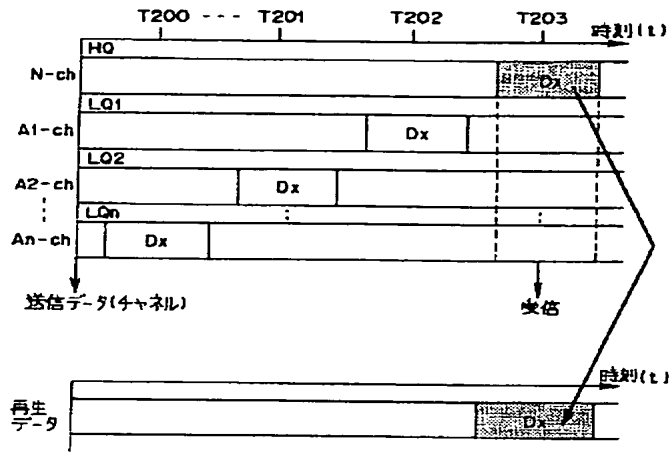 T200 --- T201 T202 T203 時刻(t)
HQ
N-ch Dx
LQ1
A1-ch Dx
LQ2
A2-ch Dx
LQn
An-ch Dx
送信データ(チャネル) 受信
時刻(t)
再生
データ Dx